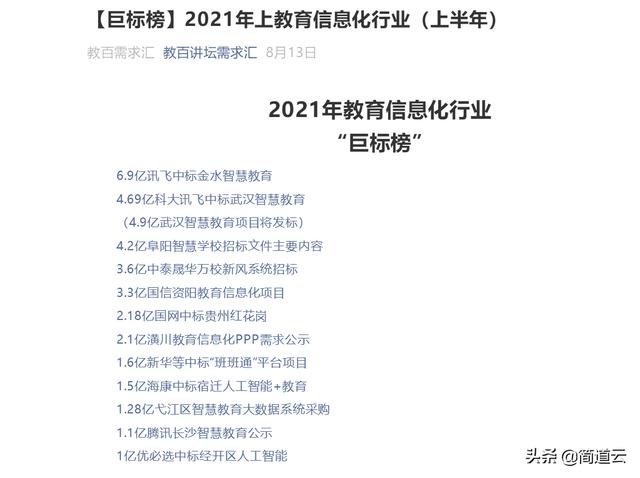 【巨标榜】2021年上教育信息化行业（上半年）
教百需求汇 教百讲坛需求汇 8月13日
2021年教育信息化行业
“巨标榜”
6.9亿讯飞中标金水智慧教育
4.69亿科大讯飞中标武汉智慧教育
（4.9亿武汉智慧教育项目将发标）
4.2亿阜阳智慧学校招标文件主要内容
3.6亿中泰晟华万校新风系统招标
3.3亿国信资阳教育信息化项目
2.18亿国网中标贵州红花岗
2.1亿潢川教育信息化PPP需求公示
1.6亿新华等中标“班班通”平台项目
1.5亿海康中标宿迁人工智能+教育
1.28亿弋江区智慧教育大数据系统采购
1.1亿腾讯长沙智慧教育公示
1亿优必选中标经开区人工智能
头条 @简道云